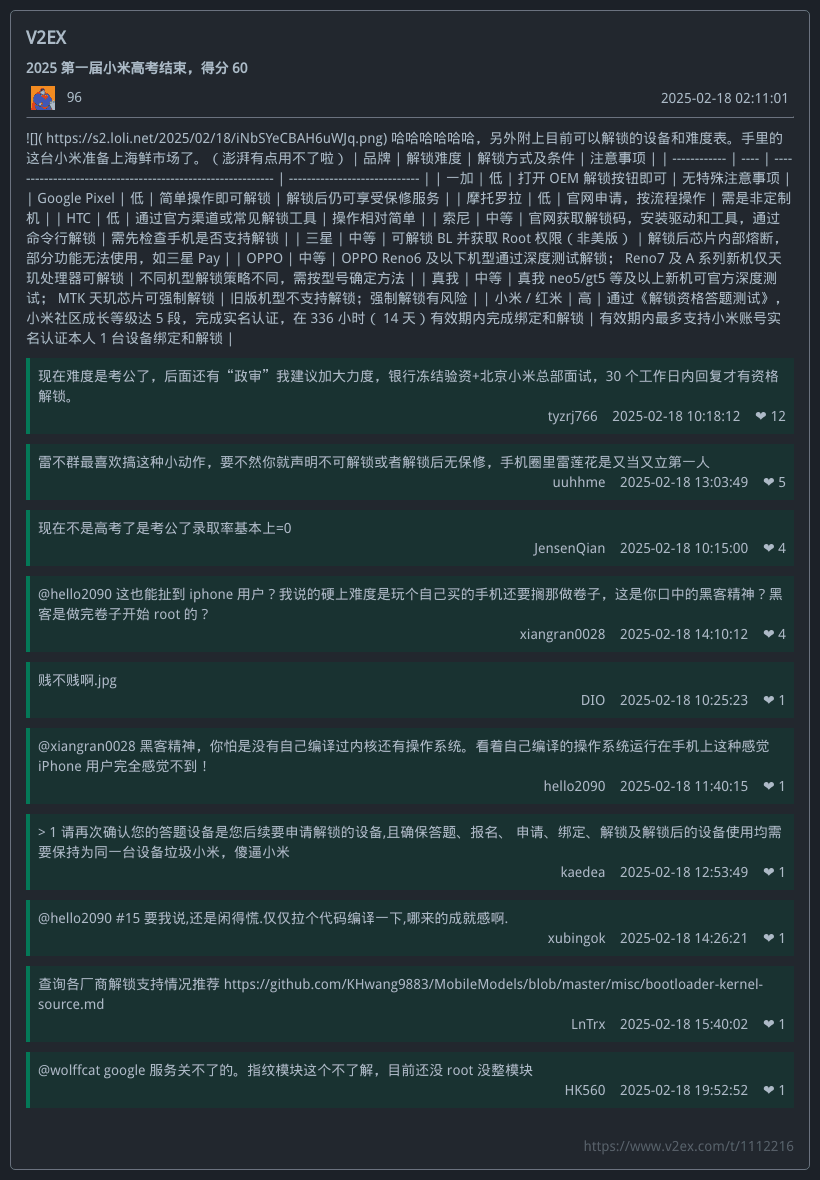 V2EX
2025 第一届小米高考结束，得分 60
96
2025-02-18 02:11:01
![]( https://s2.loli.net/2025/02/18/iNbSYeCBAH6uWJq.png) 哈哈哈哈哈哈，另外附上目前可以解锁的设备和难度表。手里的
这台小米准备上海鲜市场了。（ 澎湃有点用不了啦 ） | 品牌 | 解锁难度 | 解锁方式及条件 | 注意事项 | | ------------ | ---- | ----
------------------------------------------------------- | ----------------------------- | | 一加 | 低 | 打开 OEM 解锁按钮即可 | 无特殊注意事项 |
| Google Pixel | 低 | 简单操作即可解锁 | 解锁后仍可享受保修服务 | | 摩托罗拉 | 低 | 官网申请，按流程操作 | 需是非定制
机 | | HTC | 低 | 通过官方渠道或常见解锁工具 | 操作相对简单 | | 索尼 | 中等 | 官网获取解锁码，安装驱动和工具，通过
命令行解锁 | 需先检查手机是否支持解锁 | | 三星 | 中等 | 可解锁 BL 并获取 Root 权限（ 非美版） | 解锁后芯片内部熔断，
部分功能无法使用，如三星 Pay | | OPPO | 中等 | OPPO Reno6 及以下机型通过深度测试解锁； Reno7 及 A 系列新机仅天
玑处理器可解锁 | 不同机型解锁策略不同，需按型号确定方法 | | 真我 | 中等 | 真我 neo5/gt5 等及以上新机可官方深度测
试； MTK 天玑芯片可强制解锁 | 旧版机型不支持解锁；强制解锁有风险 | | 小米 / 红米 | 高 | 通过《解锁资格答题测试》，
小米社区成长等级达 5 段，完成实名认证，在 336 小时（ 14 天 ）有效期内完成绑定和解锁 | 有效期内最多支持小米账号实
名认证本人 1 台设备绑定和解锁 |
现在难度是考公了，后面还有“政审”我建议加大力度，银行冻结验资+北京小米总部面试，30 个工作日内回复才有资格
解锁。
tyzrj766 2025-02-18 10:18:12 ❤ 12
雷不群最喜欢搞这种小动作，要不然你就声明不可解锁或者解锁后无保修，手机圈里雷莲花是又当又立第一人
uuhhme 2025-02-18 13:03:49 ❤ 5
现在不是高考了是考公了录取率基本上=0
JensenQian 2025-02-18 10:15:00 ❤ 4
@hello2090 这也能扯到 iphone 用户？我说的硬上难度是玩个自己买的手机还要搁那做卷子，这是你口中的黑客精神？黑
客是做完卷子开始 root 的？
xiangran0028 2025-02-18 14:10:12 ❤ 4
贱不贱啊.jpg
DIO 2025-02-18 10:25:23 ❤ 1
@xiangran0028 黑客精神，你怕是没有自己编译过内核还有操作系统。看着自己编译的操作系统运行在手机上这种感觉
iPhone 用户完全感觉不到！
hello2090 2025-02-18 11:40:15 ❤ 1
> 1 请再次确认您的答题设备是您后续要申请解锁的设备,且确保答题、报名、 申请、绑定、解锁及解锁后的设备使用均需
要保持为同一台设备垃圾小米，傻逼小米
kaedea 2025-02-18 12:53:49 ❤ 1
@hello2090 #15 要我说,还是闲得慌.仅仅拉个代码编译一下,哪来的成就感啊.
xubingok 2025-02-18 14:26:21 ❤ 1
查询各厂商解锁支持情况推荐 https://github.com/KHwang9883/MobileModels/blob/master/misc/bootloader-kernel-
source.md
LnTrx 2025-02-18 15:40:02 ❤ 1
@wolffcat google 服务关不了的。指纹模块这个不了解，目前还没 root 没整模块
HK560 2025-02-18 19:52:52 ❤ 1
https://www.v2ex.com/t/1112216